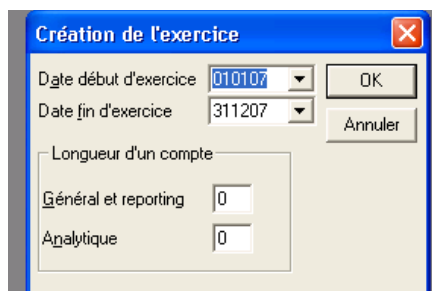 Création de l'exercice
Date début d'exercice 010107 OK
Date fin d'exercice 311207 Annuler
Longueur d'un compte
Général et reporting 0
Analytique 0